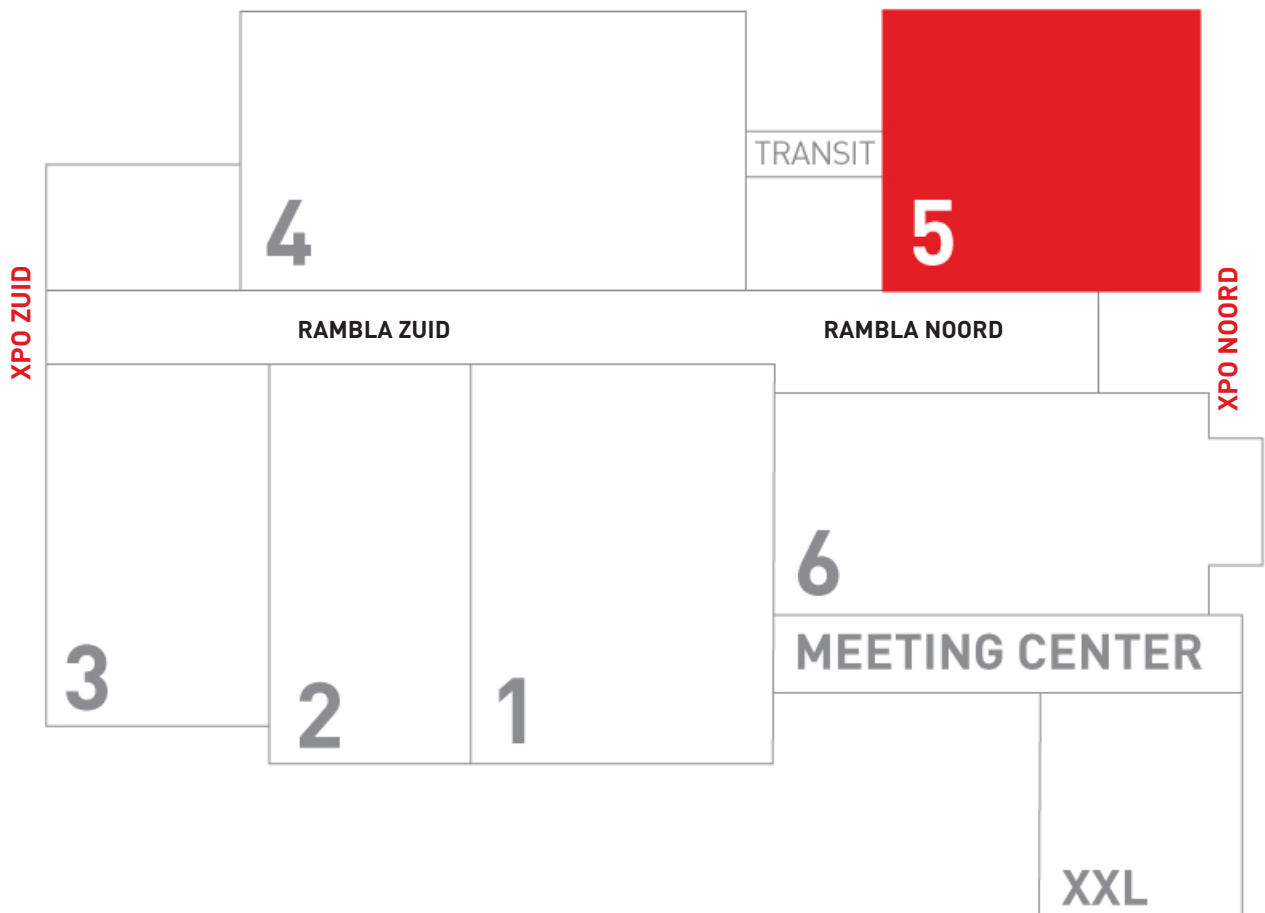 TRANSIT
4
5
XPO ZUID
RAMBLA ZUID
RAMBLA NOORD
XPO NOORD
6
MEETING CENTER
3
2
1
XXL